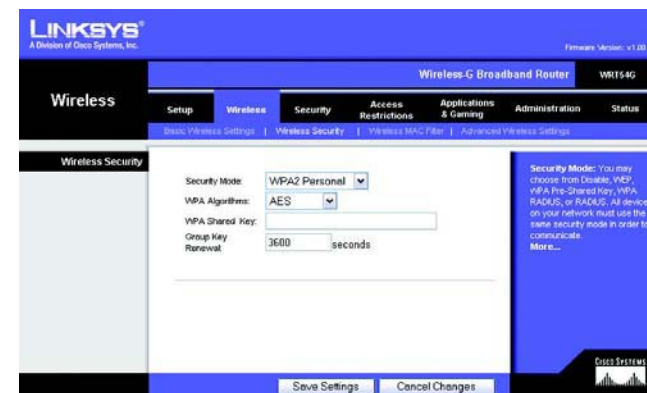 LINKSYS®
A Division of Cisco Systems, Inc.
Firmware Version: v1.00
Wireless-G Broadband Router WRT54G
Wireless
Setup Wireless Security Access Restrictions Applications & Gaming Administration Status
Basic Wireless Settings | Wireless Security | Wireless MAC Filter | Advanced Wireless Settings
Wireless Security
Security Mode: WPA2 Personal
WPA Algorithms: AES
WPA Shared Key:
Group Key Renewal: 3600 seconds
Security Mode: You may
choose from Disable, WEP,
WPA Pre-Shared Key, WPA
RADIUS, or RADIUS. All device
on your network must use the
same security mode in order to
communicate.
More...
CISCO SYSTEMS
Save Settings Cancel Changes